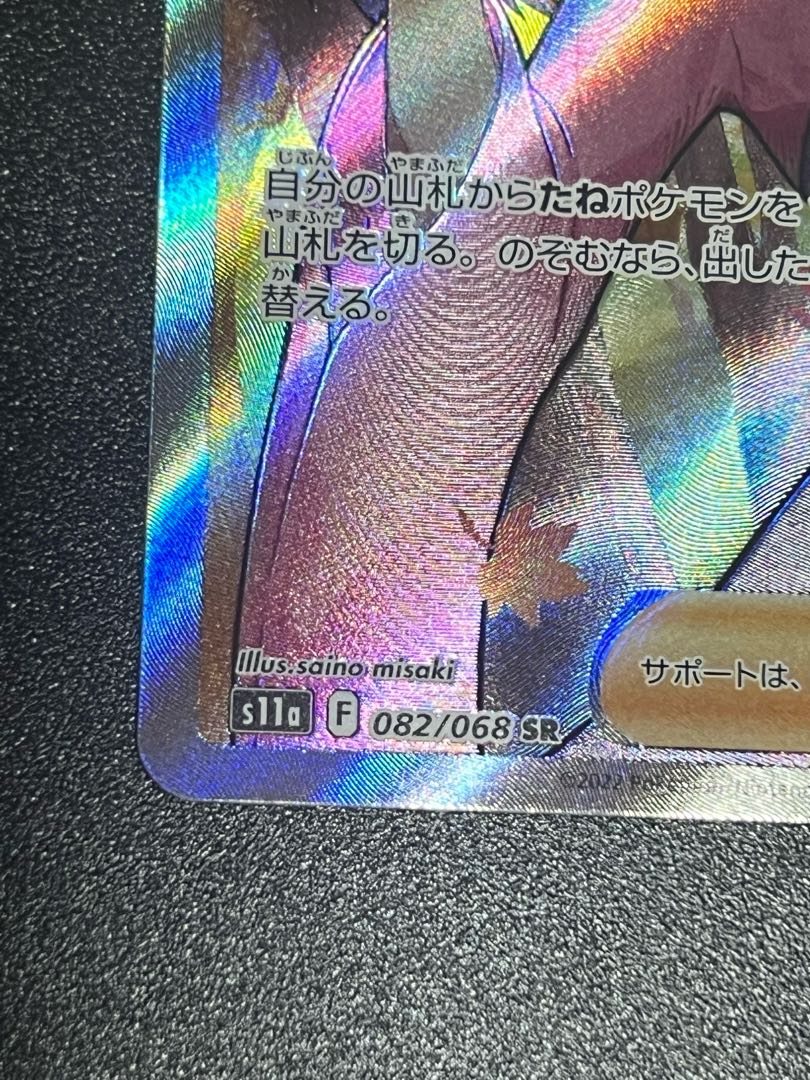 自分の山札からたねポケモンを
山札を切る。のぞむなら、出した
替える。
サポートは、
Illus. saino misaki
s11a F 082/068 SR
©2022 Pokémon